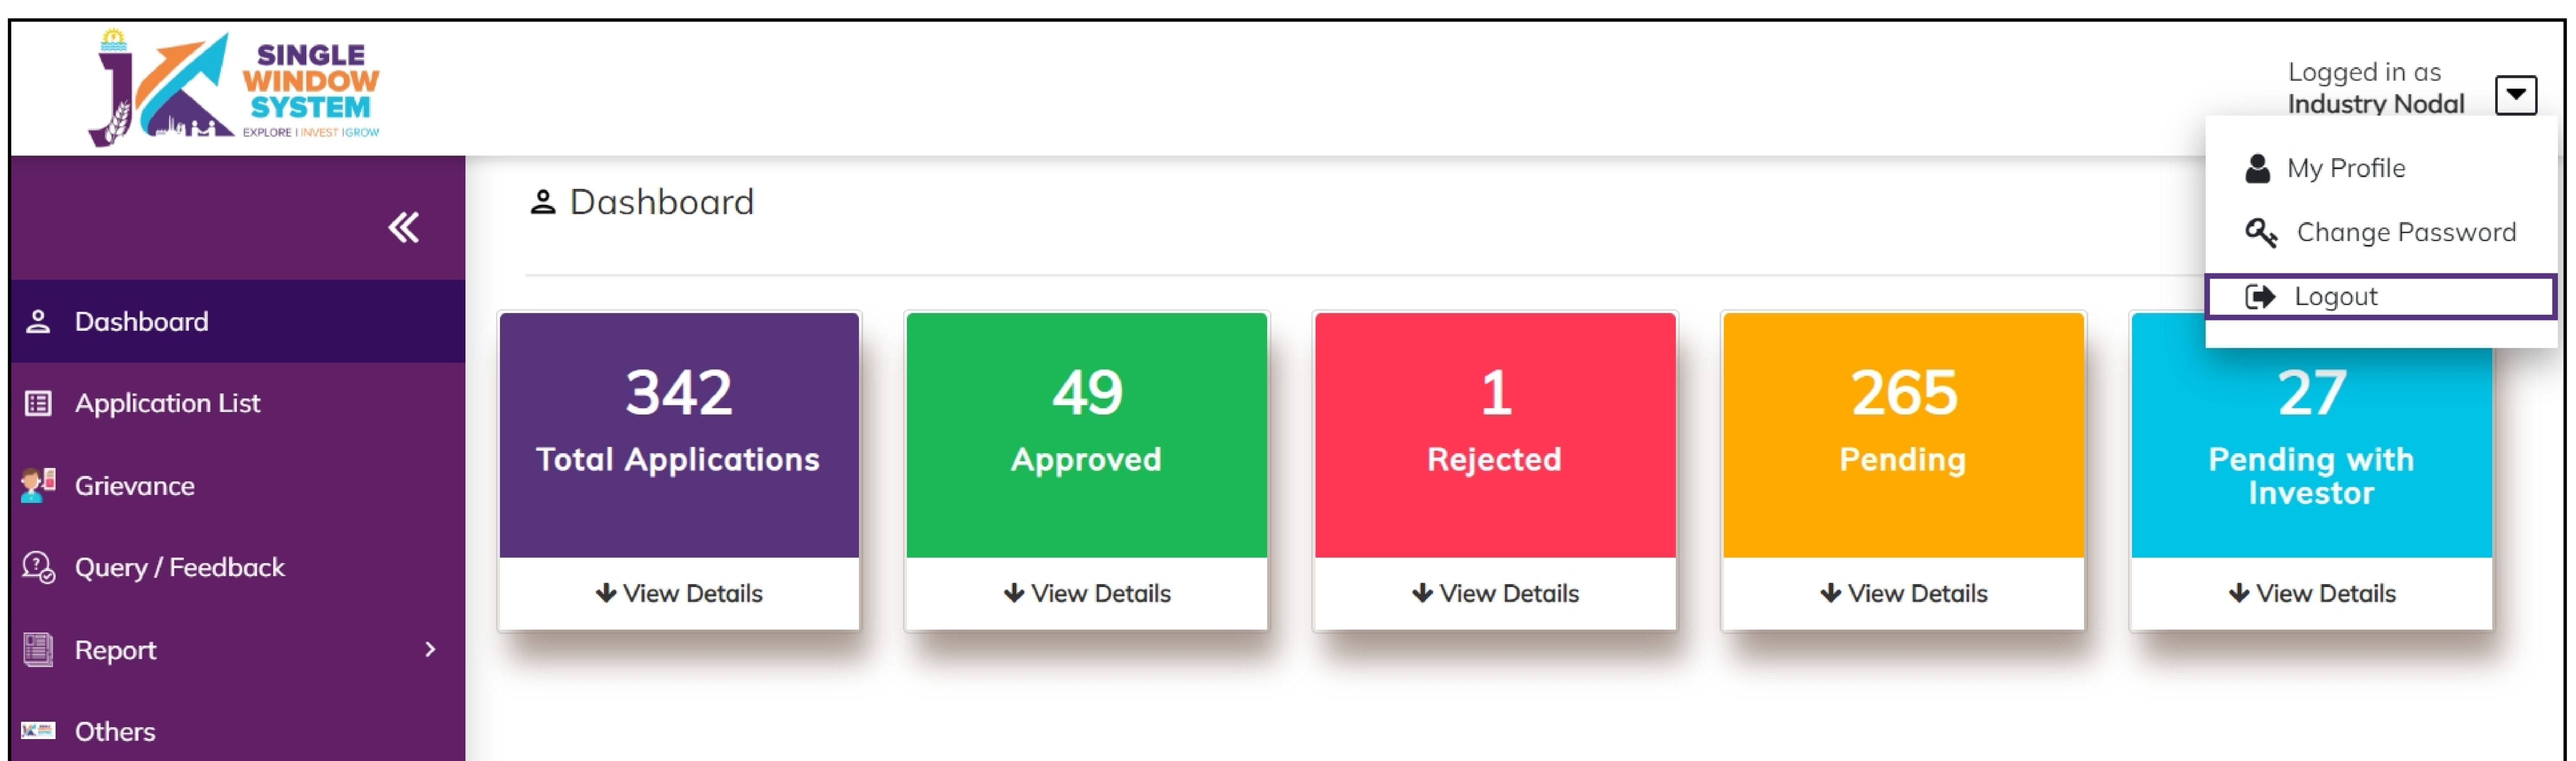 SINGLE
WINDOW
SYSTEM
EXPLORE I INVEST I GROW
Logged in as
Industry Nodal
My Profile
Change Password
Logout
Dashboard
Dashboard
Application List
Grievance
Query / Feedback
Report
Others
342
Total Applications
View Details
49
Approved
View Details
1
Rejected
View Details
265
Pending
View Details
27
Pending with
Investor
View Details